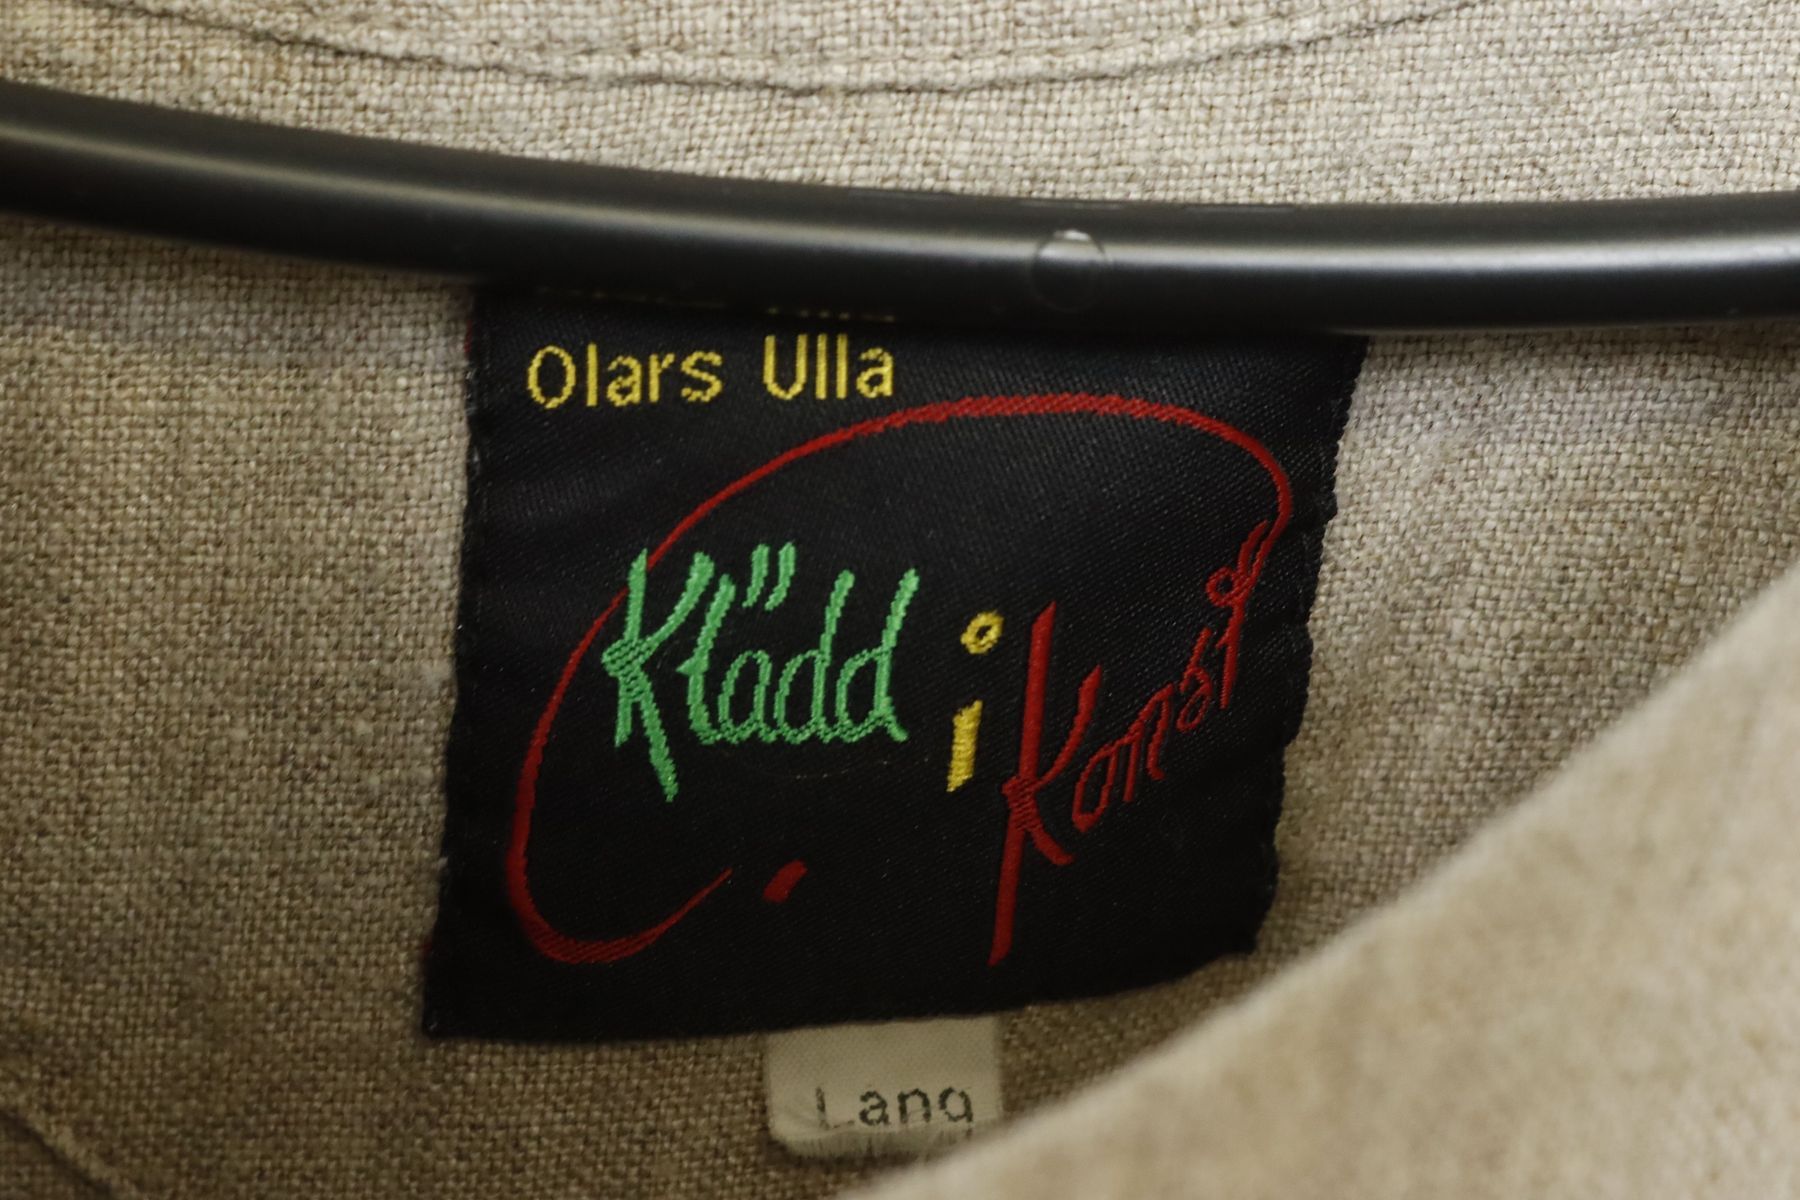 Olars Ulla
Klädd i Konst
Lang